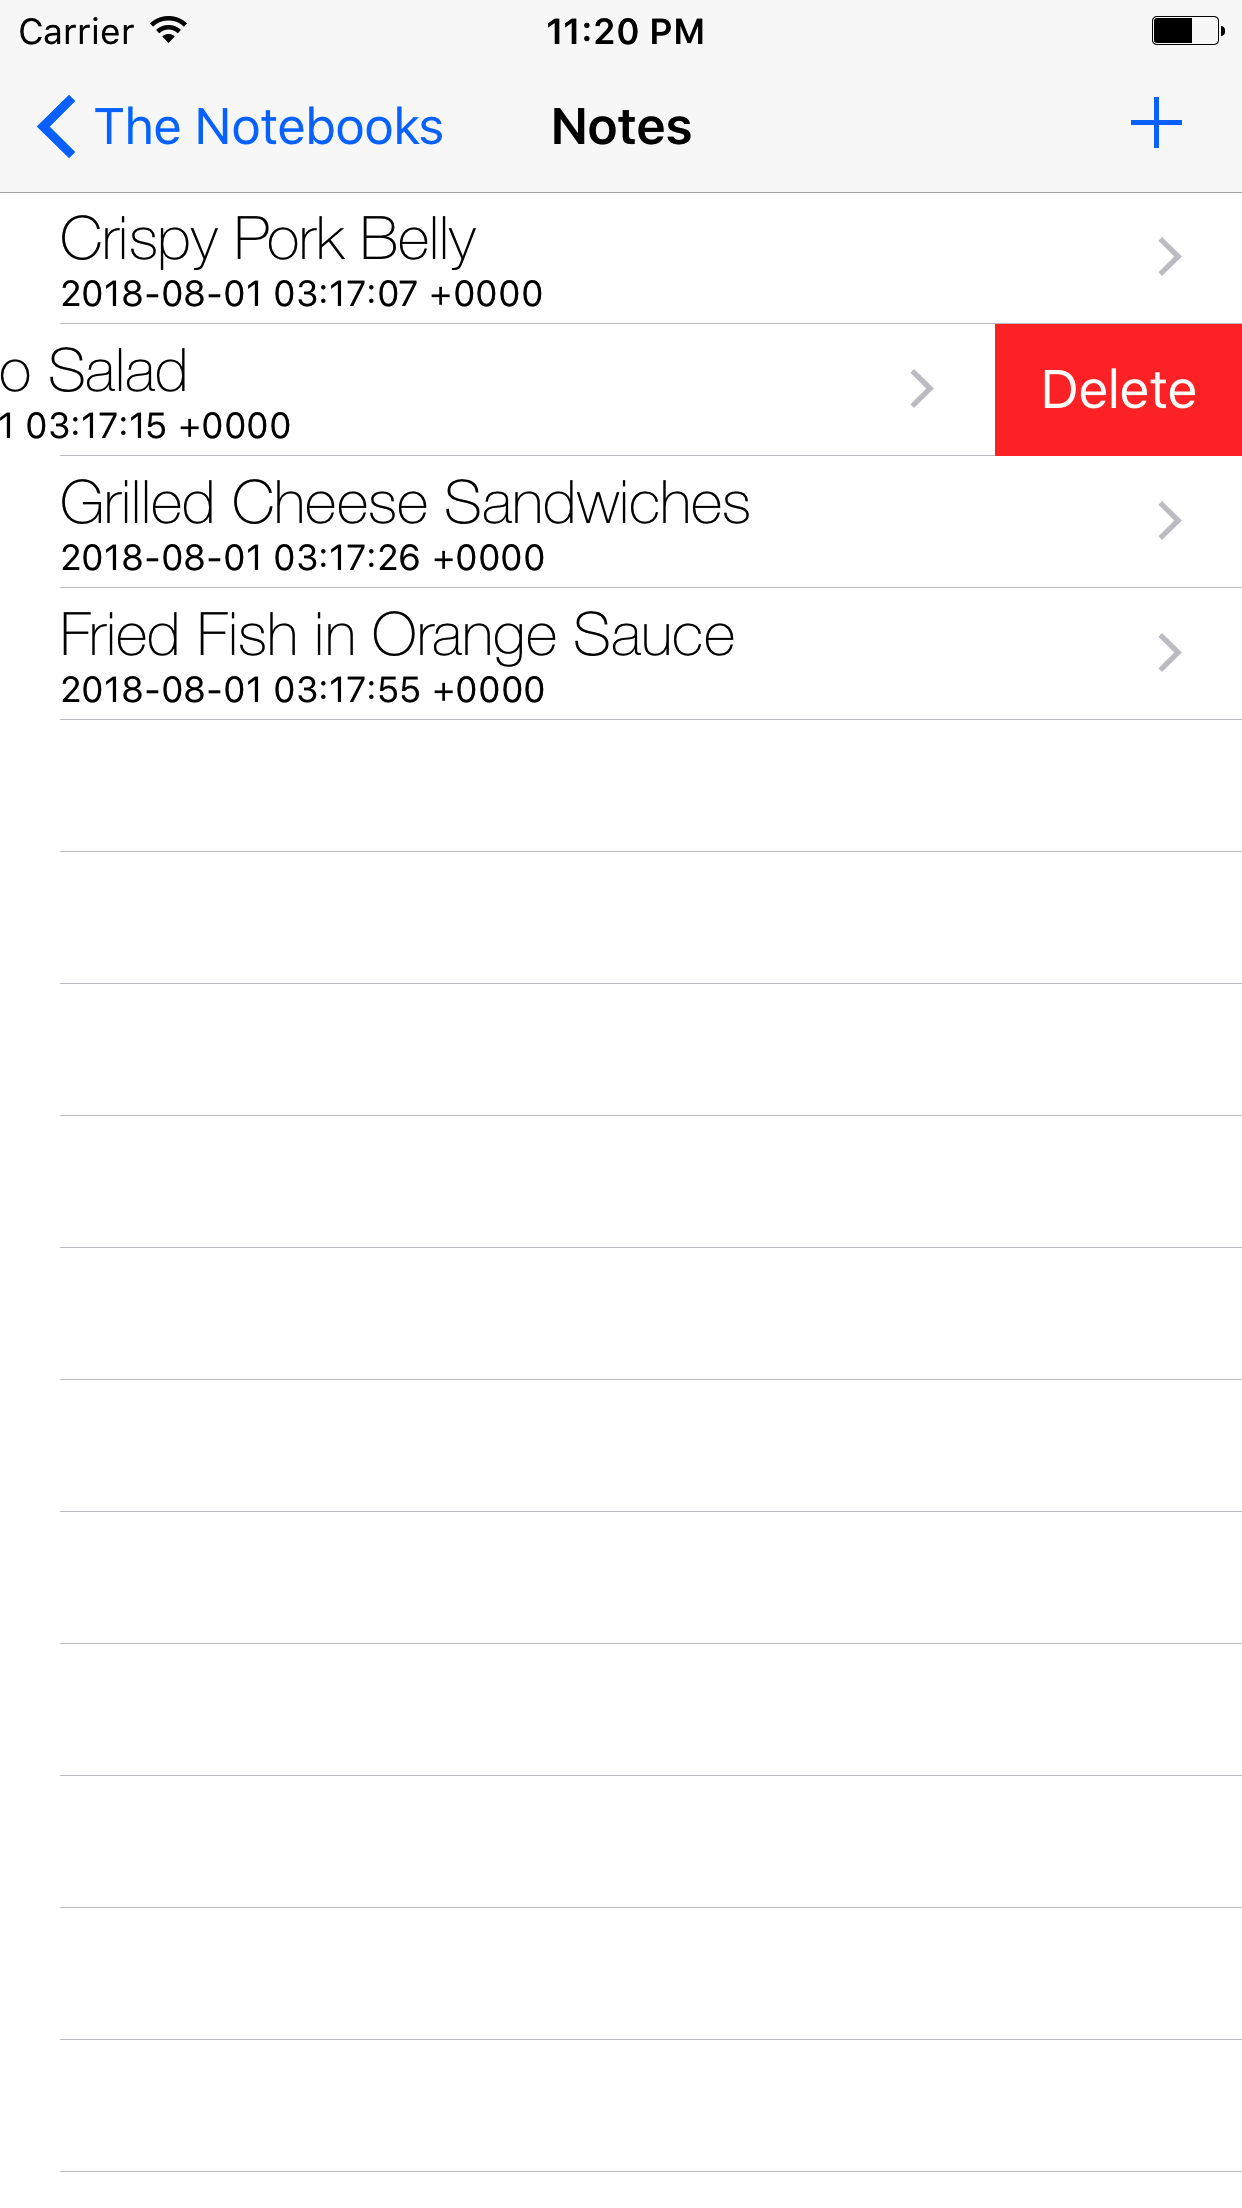 Carrier
11:20 PM
The Notebooks
Notes
Crispy Pork Belly
2018-08-01 03:17:07 +0000
o Salad
1 03:17:15 +0000
Delete
Grilled Cheese Sandwiches
2018-08-01 03:17:26 +0000
Fried Fish in Orange Sauce
2018-08-01 03:17:55 +0000